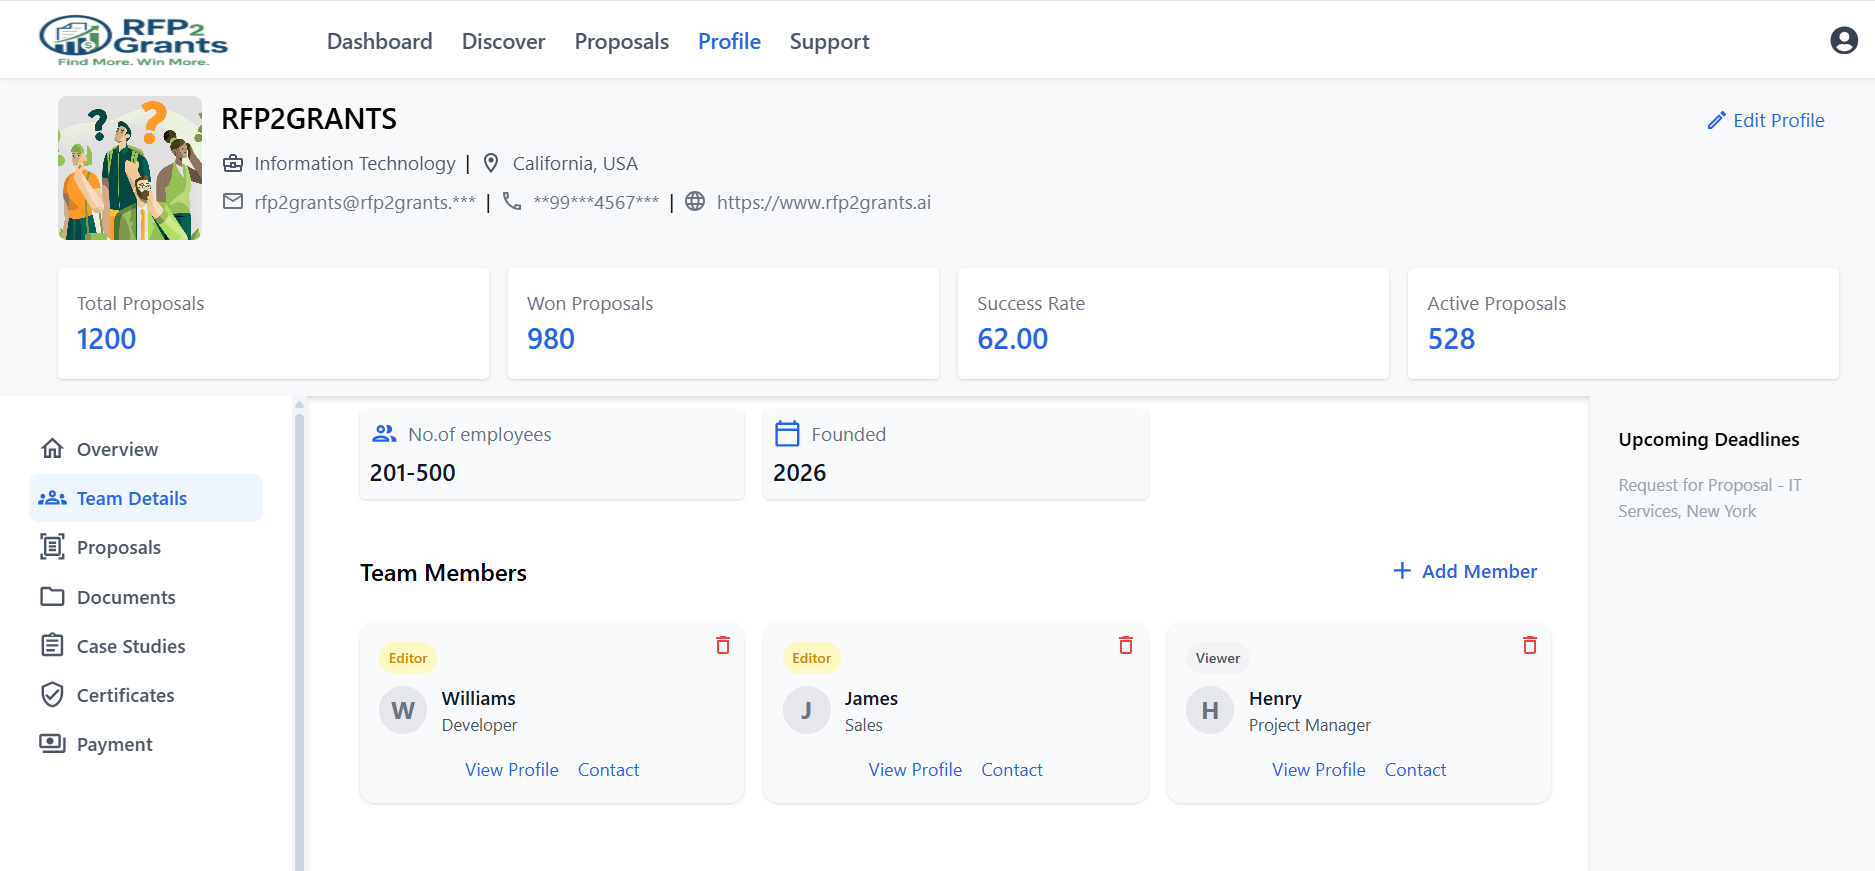 RFP2 Grants
Find More. Win More.
Dashboard Discover Proposals Profile Support
RFP2GRANTS
Edit Profile
Information Technology | California, USA
rfp2grants@rfp2grants.*** | **99***4567*** | https://www.rfp2grants.ai
Total Proposals
1200
Won Proposals
980
Success Rate
62.00
Active Proposals
528
Overview
Team Details
Proposals
Documents
Case Studies
Certificates
Payment
No.of employees
201-500
Founded
2026
Team Members
+ Add Member
Editor
W
Williams
Developer
View Profile Contact
Editor
J
James
Sales
View Profile Contact
Viewer
H
Henry
Project Manager
View Profile Contact
Upcoming Deadlines
Request for Proposal - IT
Services, New York